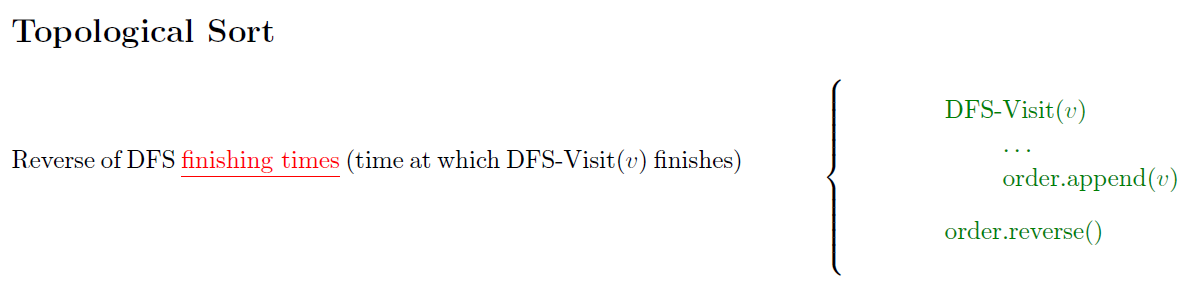 Topological Sort
Reverse of DFS finishing times (time at which DFS-Visit(v) finishes)
DFS-Visit(v)
...
order.append(v)
order.reverse()